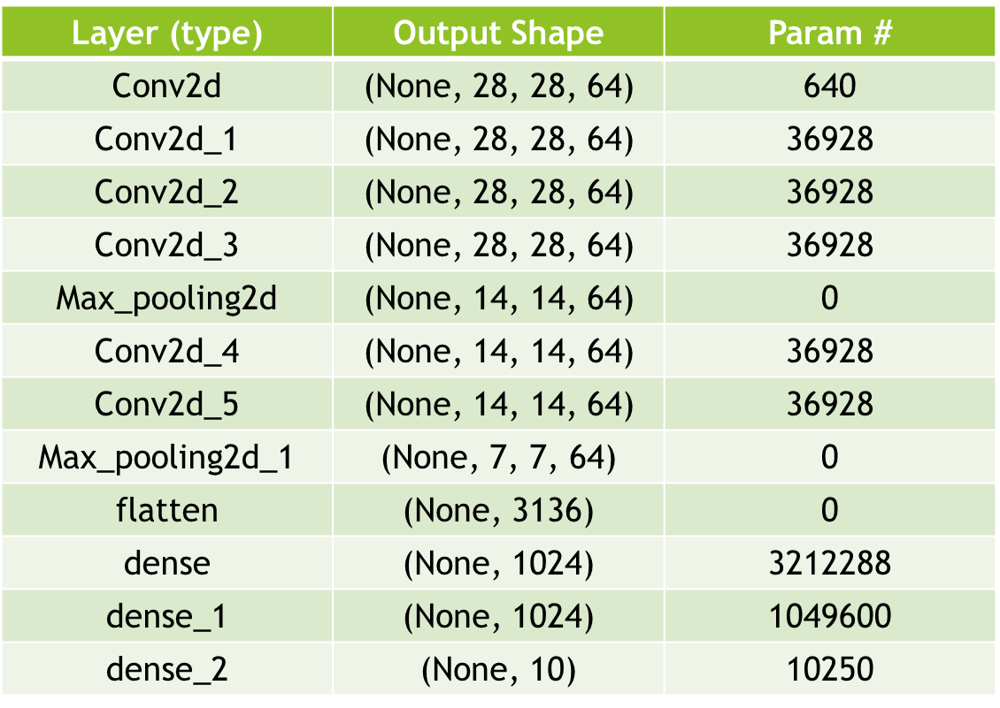 Layer (type) Output Shape Param #
Conv2d (None, 28, 28, 64) 640
Conv2d_1 (None, 28, 28, 64) 36928
Conv2d_2 (None, 28, 28, 64) 36928
Conv2d_3 (None, 28, 28, 64) 36928
Max_pooling2d (None, 14, 14, 64) 0
Conv2d_4 (None, 14, 14, 64) 36928
Conv2d_5 (None, 14, 14, 64) 36928
Max_pooling2d_1 (None, 7, 7, 64) 0
flatten (None, 3136) 0
dense (None, 1024) 3212288
dense_1 (None, 1024) 1049600
dense_2 (None, 10) 10250